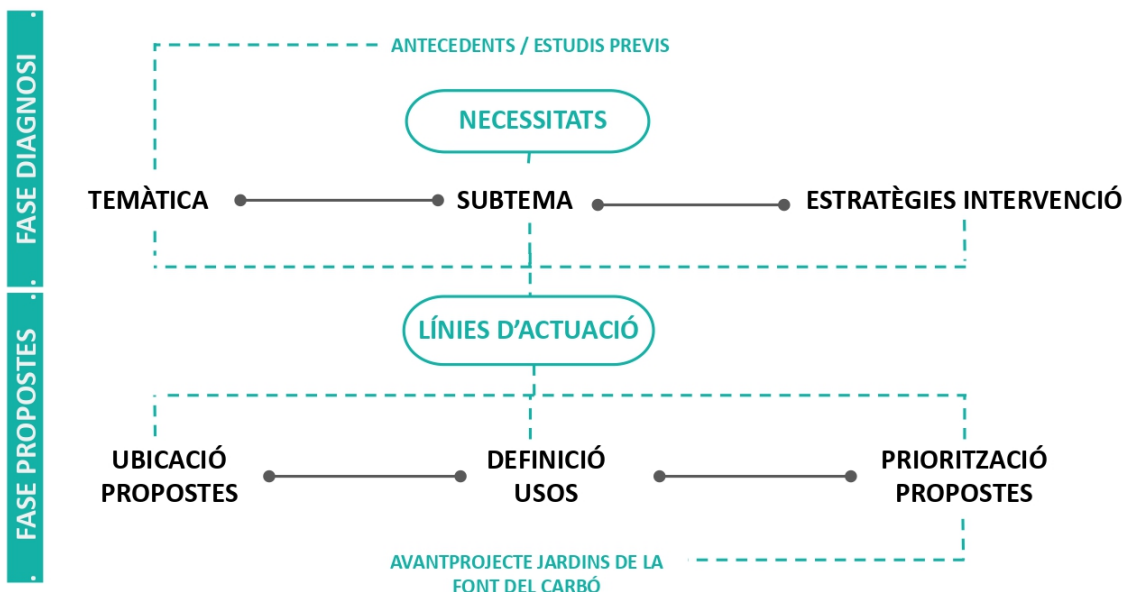 FASE DIAGNOSI
ANTECEDENTS / ESTUDIS PREVIS
NECESSITATS
TEMÀTICA
SUBTEMA
ESTRATÈGIES INTERVENCIÓ
FASE PROPOSTES
LÍNIES D’ACTUACIÓ
UBICACIÓ
PROPOSTES
DEFINICIÓ
USOS
PRIORITZACIÓ
PROPOSTES
AVANTPROJECTE JARDINS DE LA
FONT DEL CARBÓ